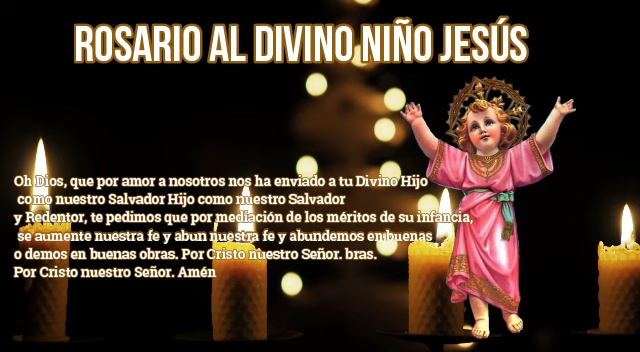 ROSARIO AL DIVINO NIÑO JESÚS
Oh Dios, que por amor a nosotros nos ha enviado a tu Divino Hijo
como nuestro Salvador Hijo como nuestro Salvador
y Redentor, te pedimos que por mediación de los méritos de su infancia,
se aumente nuestra fe y abun nuestra fe y abundemos en buenas
o demos en buenas obras. Por Cristo nuestro Señor. bras.
Por Cristo nuestro Señor. Amén